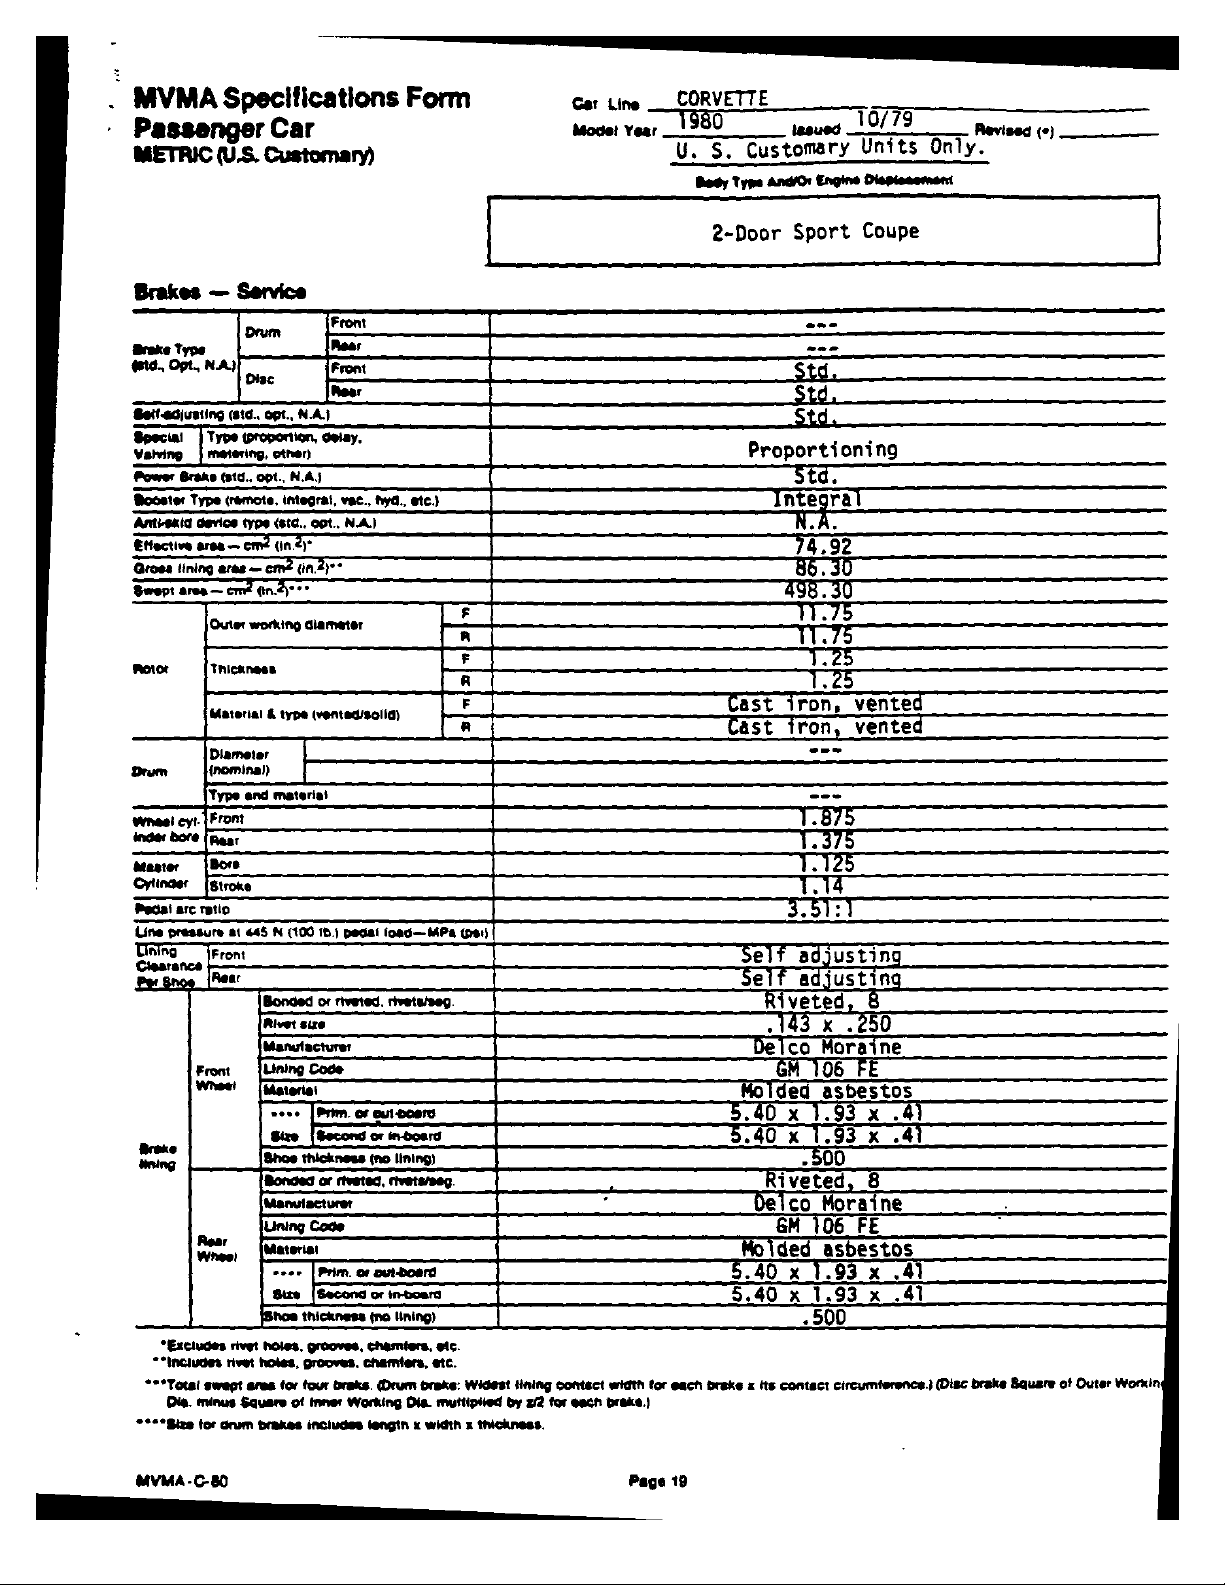 MVMA Specifications Form
Passenger Car
METRIC (U.S. Customary)
Car Line CORVETTE
Model Year 1980 Issued 10/79 Revised (•)
U. S. Customary Units Only.
Body Type And/Or Engine Displacement
2-Door Sport Coupe
Brakes — Service
Brake Type (std., Opt., N.A.) Drum Front ---
Rear ---
Disc Front Std.
Rear Std.
Self-adjusting (std., opt., N.A.) Std.
Special Valving Type (proportion, delay, metering, other) Proportioning
Power Brake (std., opt., N.A.) Std.
Booster Type (remote, integral, vac., hyd., etc.) Integral
Anti-skid device type (std., opt., N.A.) N.A.
Effective area — cm² (in.²)* 74.92
Gross lining area — cm² (in.²)** 86.30
Swept area — cm² (in.²)*** 498.30
Rotor Outer working diameter F 11.75
R 11.75
Thickness F 1.25
R 1.25
Material & type (vented/solid) F Cast iron, vented
R Cast iron, vented
Drum Diameter (nominal) ---
Type and material ---
Wheel cylinder bore Front 1.875
Rear 1.375
Master Cylinder Bore 1.125
Stroke 1.14
Pedal arc ratio 3.51:1
Line pressure at 445 N (100 lb.) pedal load—MPa (psi)
Lining Clearance Per Shoe Front Self adjusting
Rear Self adjusting
Brake lining Front Wheel Bonded or riveted, rivets/seg. Riveted, 8
Rivet size .143 x .250
Manufacturer Delco Moraine
Lining Code GM 106 FE
Material Molded asbestos
**** Size Prim. or out-board 5.40 x 1.93 x .41
Second or in-board 5.40 x 1.93 x .41
Shoe thickness (no lining) .500
Rear Wheel Bonded or riveted, rivets/seg. Riveted, 8
Manufacturer Delco Moraine
Lining Code GM 106 FE
Material Molded asbestos
**** Size Prim. or out-board 5.40 x 1.93 x .41
Second or in-board 5.40 x 1.93 x .41
Shoe thickness (no lining) .500
*Excludes rivet holes, grooves, chamfers, etc.
**Includes rivet holes, grooves, chamfers, etc.
***Total swept area for four braks. (Drum brake: Widest lining contact width for each brake x its contact circumference.) (Disc brake Square of Outer Workin
Dia. minus Square of Inner Working Dia. multiplied by π/2 for each brake.)
****Size for drum brakes includes length x width x thickness.
MVMA-C-80
Page 19